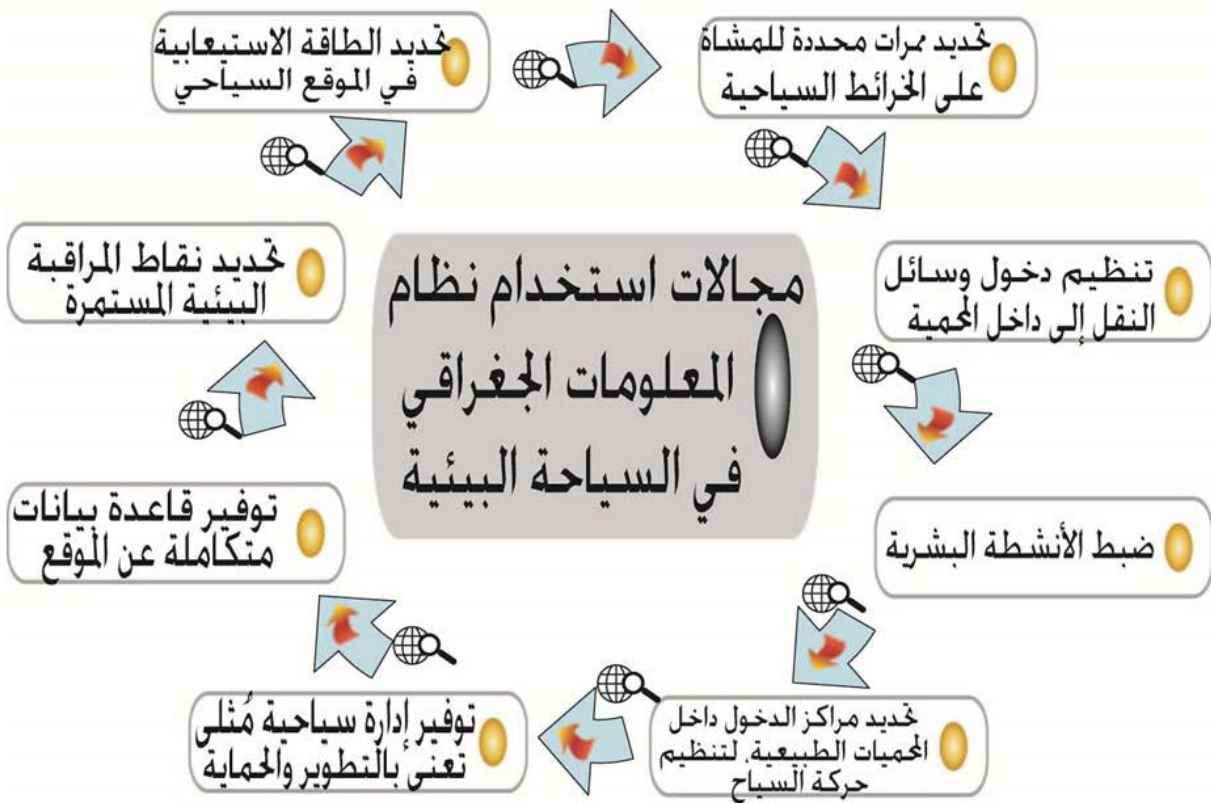 مجالات استخدام نظام
المعلومات الجغراقي
في السياحة البيئية
تحديد الطاقة الاستيعابية
في الموقع السياحي
تحديد ممرات محددة للمشاة
على الخرائط السياحية
تنظيم دخول وسائل
النقل إلى داخل المحمية
ضبط الأنشطة البشرية
تحديد مراكز الدخول داخل
المحميات الطبيعية، لتنظيم
حركة السياح
توفير إدارة سياحية مُثلى
تعنى بالتطوير والحماية
توفير قاعدة بيانات
متكاملة عن الموقع
تحديد نقاط المراقبة
البيئية المستمرة